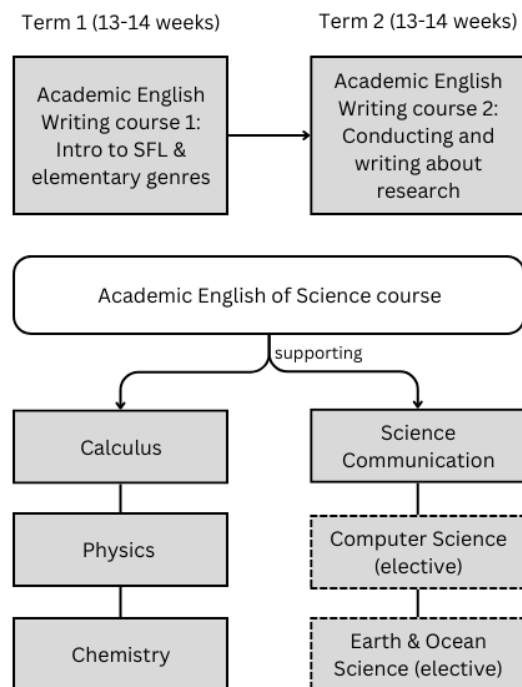 Term 1 (13-14 weeks)
Term 2 (13-14 weeks)
Academic English
Writing course 1:
Intro to SFL &
elementary genres
Academic English
Writing course 2:
Conducting and
writing about
research
Academic English of Science course
supporting
Calculus
Physics
Chemistry
Science
Communication
Computer Science
(elective)
Earth & Ocean
Science (elective)